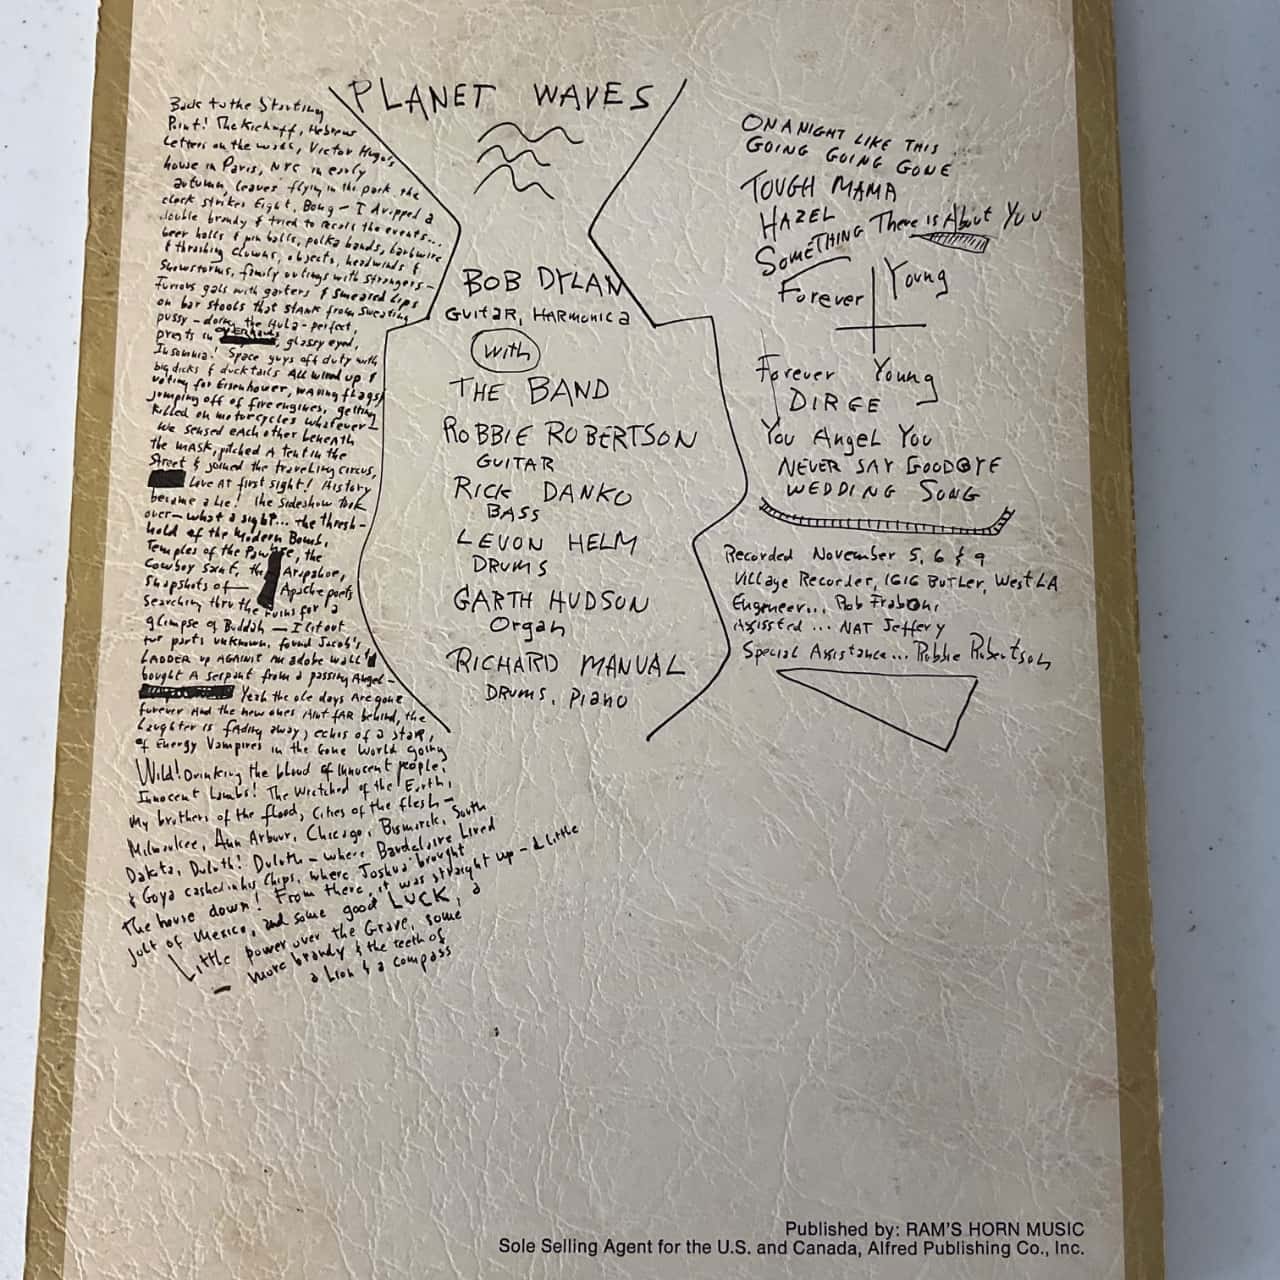 PLANET WAVES
Back to the Starting
Point! The Kickoff, Hebrew
Letters on the walls, Victor Hugo's
house in Paris, NYC in early
autumn, leaves flying in the park, the
clock strikes Eight, Bong - I dropped a
double brandy & tried to recall the events...
beer halls & pin balls, polka bands, barbwire
& thrashing clowns, objects, headwinds &
Snowstorms, family outings with strangers -
Furious gals with garters & smeared Lips
on bar stools that stank from sweating
pussy - doing the Hula - perfect,
priests in , glassy eyed,
Insomnia! Space guys off duty with
big dicks & ducktails All wired up &
voting for Eisenhower, waving flags,
jumping off of fire engines, getting
killed on motorcycles whatever -
We sensed each other beneath
the MASK, pitched A tent in the
Street & joined the traveling circus,
Love At first sight! History
became a Lie! the sideshow took
over - what a sight... the thresh-
hold of the Modern Bomb,
Temples of the Pawnee, the
Cowboy Saint, the Arapahoe,
Snapshots of Apache poets
searching thru the ruins for a
glimpse of Buddah - I lit out
for parts unknown, found Jacob's
LADDER up AGAINST AN adobe wall &
bought A serpent from a passing Angel -
Yeah the ole days Are gone
forever And the new ones Aint fAR behind, the
Laughter is fAding away, echos of a star,
of Energy Vampires in the Gone World going
Wild! Drinking the blood of innocent people,
Innocent Lambs! The Wretched of the Earth,
My brothers of the flood, Cities of the flesh -
Milwaukee, Ann Arbour, Chicago, Bismarck, South
Dakota, Duluth! Duluth - where Baudelaire Lived
& Goya cashed in his Chips, where Joshua brought
the house down! From there, it was straight up - a little
jolt of Mexico, and some good LUCK, a
Little power over the Grave, some
- more brandy & the teeth of
a Lion & a compass
BOB DYLAN
GUITAR, HARMONICA
With
THE BAND
ROBBIE ROBERTSON
GUITAR
RICK DANKO
BASS
LEVON HELM
DRUMS
GARTH HUDSON
Organ
RICHARD MANUAL
DRUMS, Piano
ON A NIGHT LIKE THIS
GOING GOING GONE
TOUGH MAMA
HAZEL
SOMETHING There is About You
Forever Young
Forever Young
DIRGE
You Angel You
NEVER SAY GOODBYE
WEDDING SONG
Recorded November 5, 6 & 9
Village Recorder, 1616 BUTLER, West LA
Engineer... Rob Fraboni
Assissted ... NAT Jeffery
Special Assistance... Robbie Robertson
Published by: RAM'S HORN MUSIC
Sole Selling Agent for the U.S. and Canada, Alfred Publishing Co., Inc.